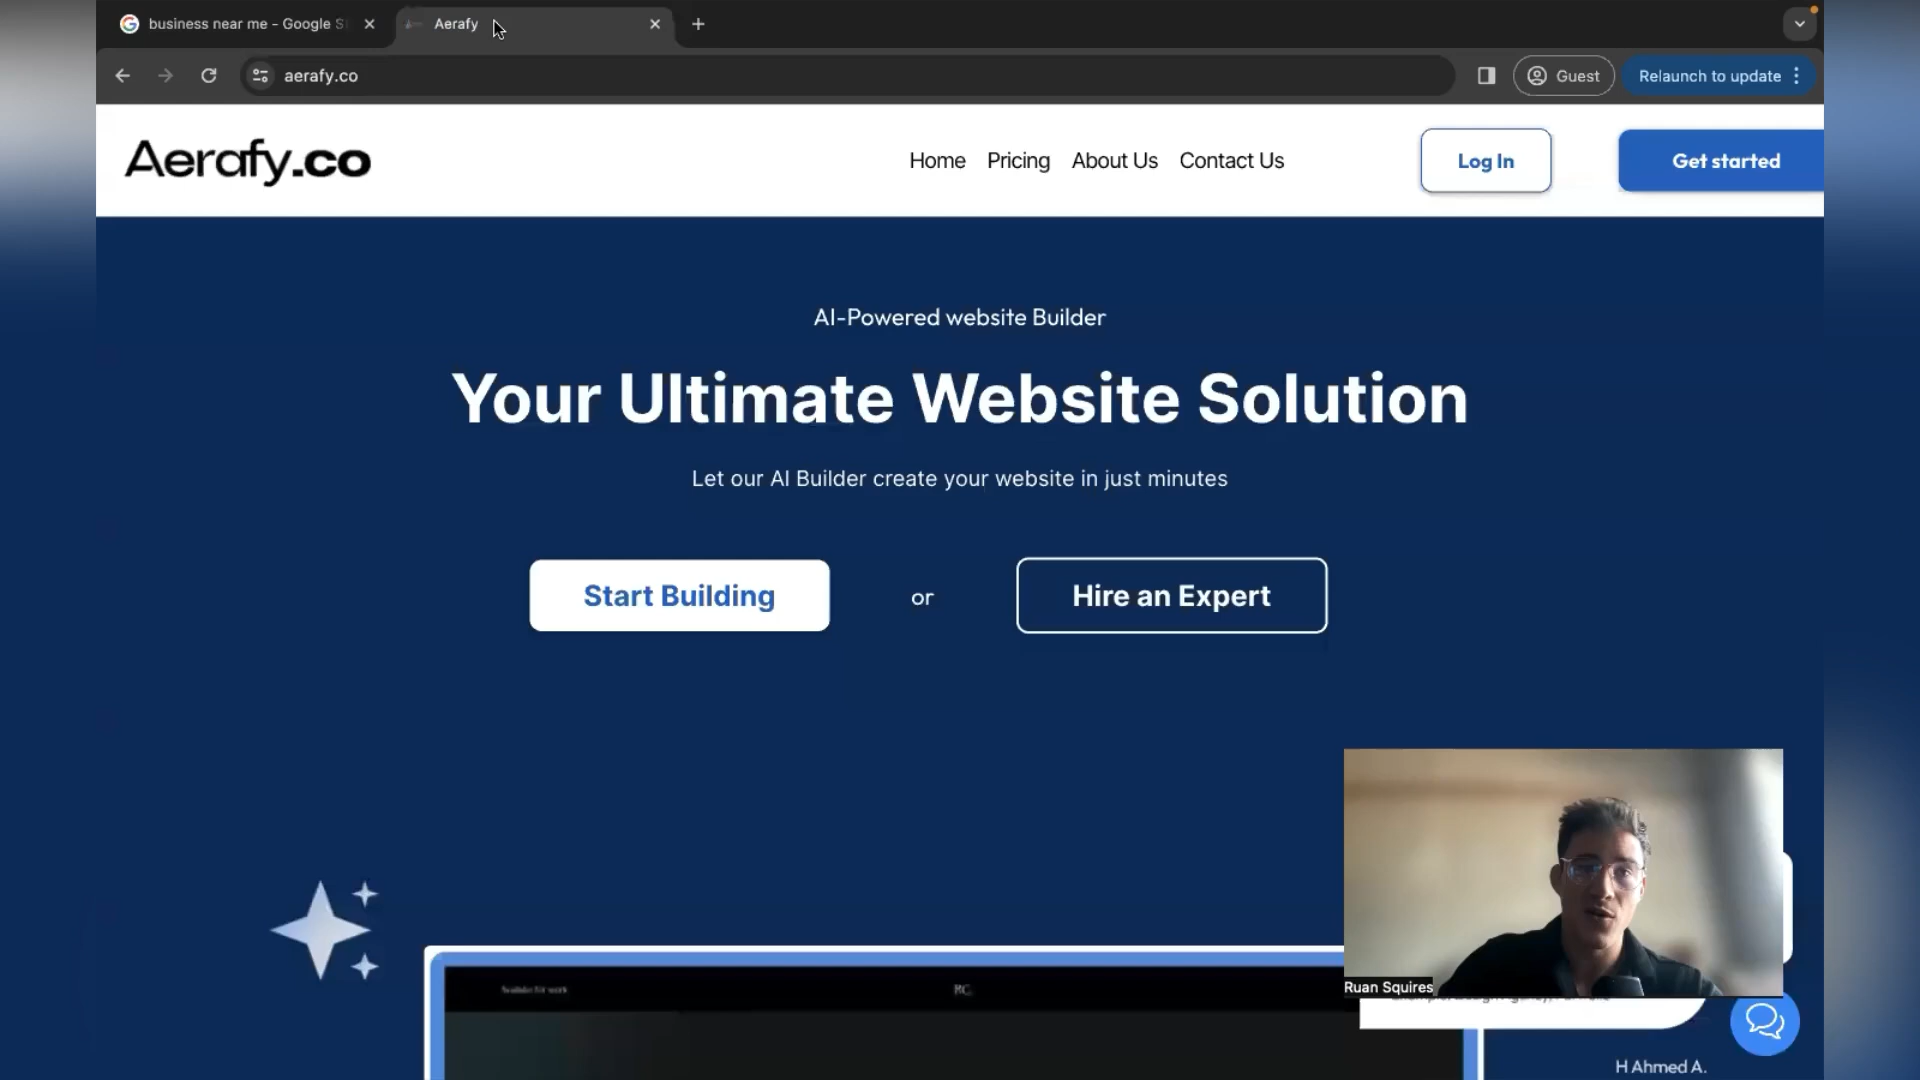 business near me - Google S
Aerafy
aerafy.co
Guest
Relaunch to update
Aerafy.co
Home
Pricing
About Us
Contact Us
Log In
Get started
AI-Powered website Builder
Your Ultimate Website Solution
Let our AI Builder create your website in just minutes
Start Building
or
Hire an Expert
Ruan Squires
H Ahmed A.